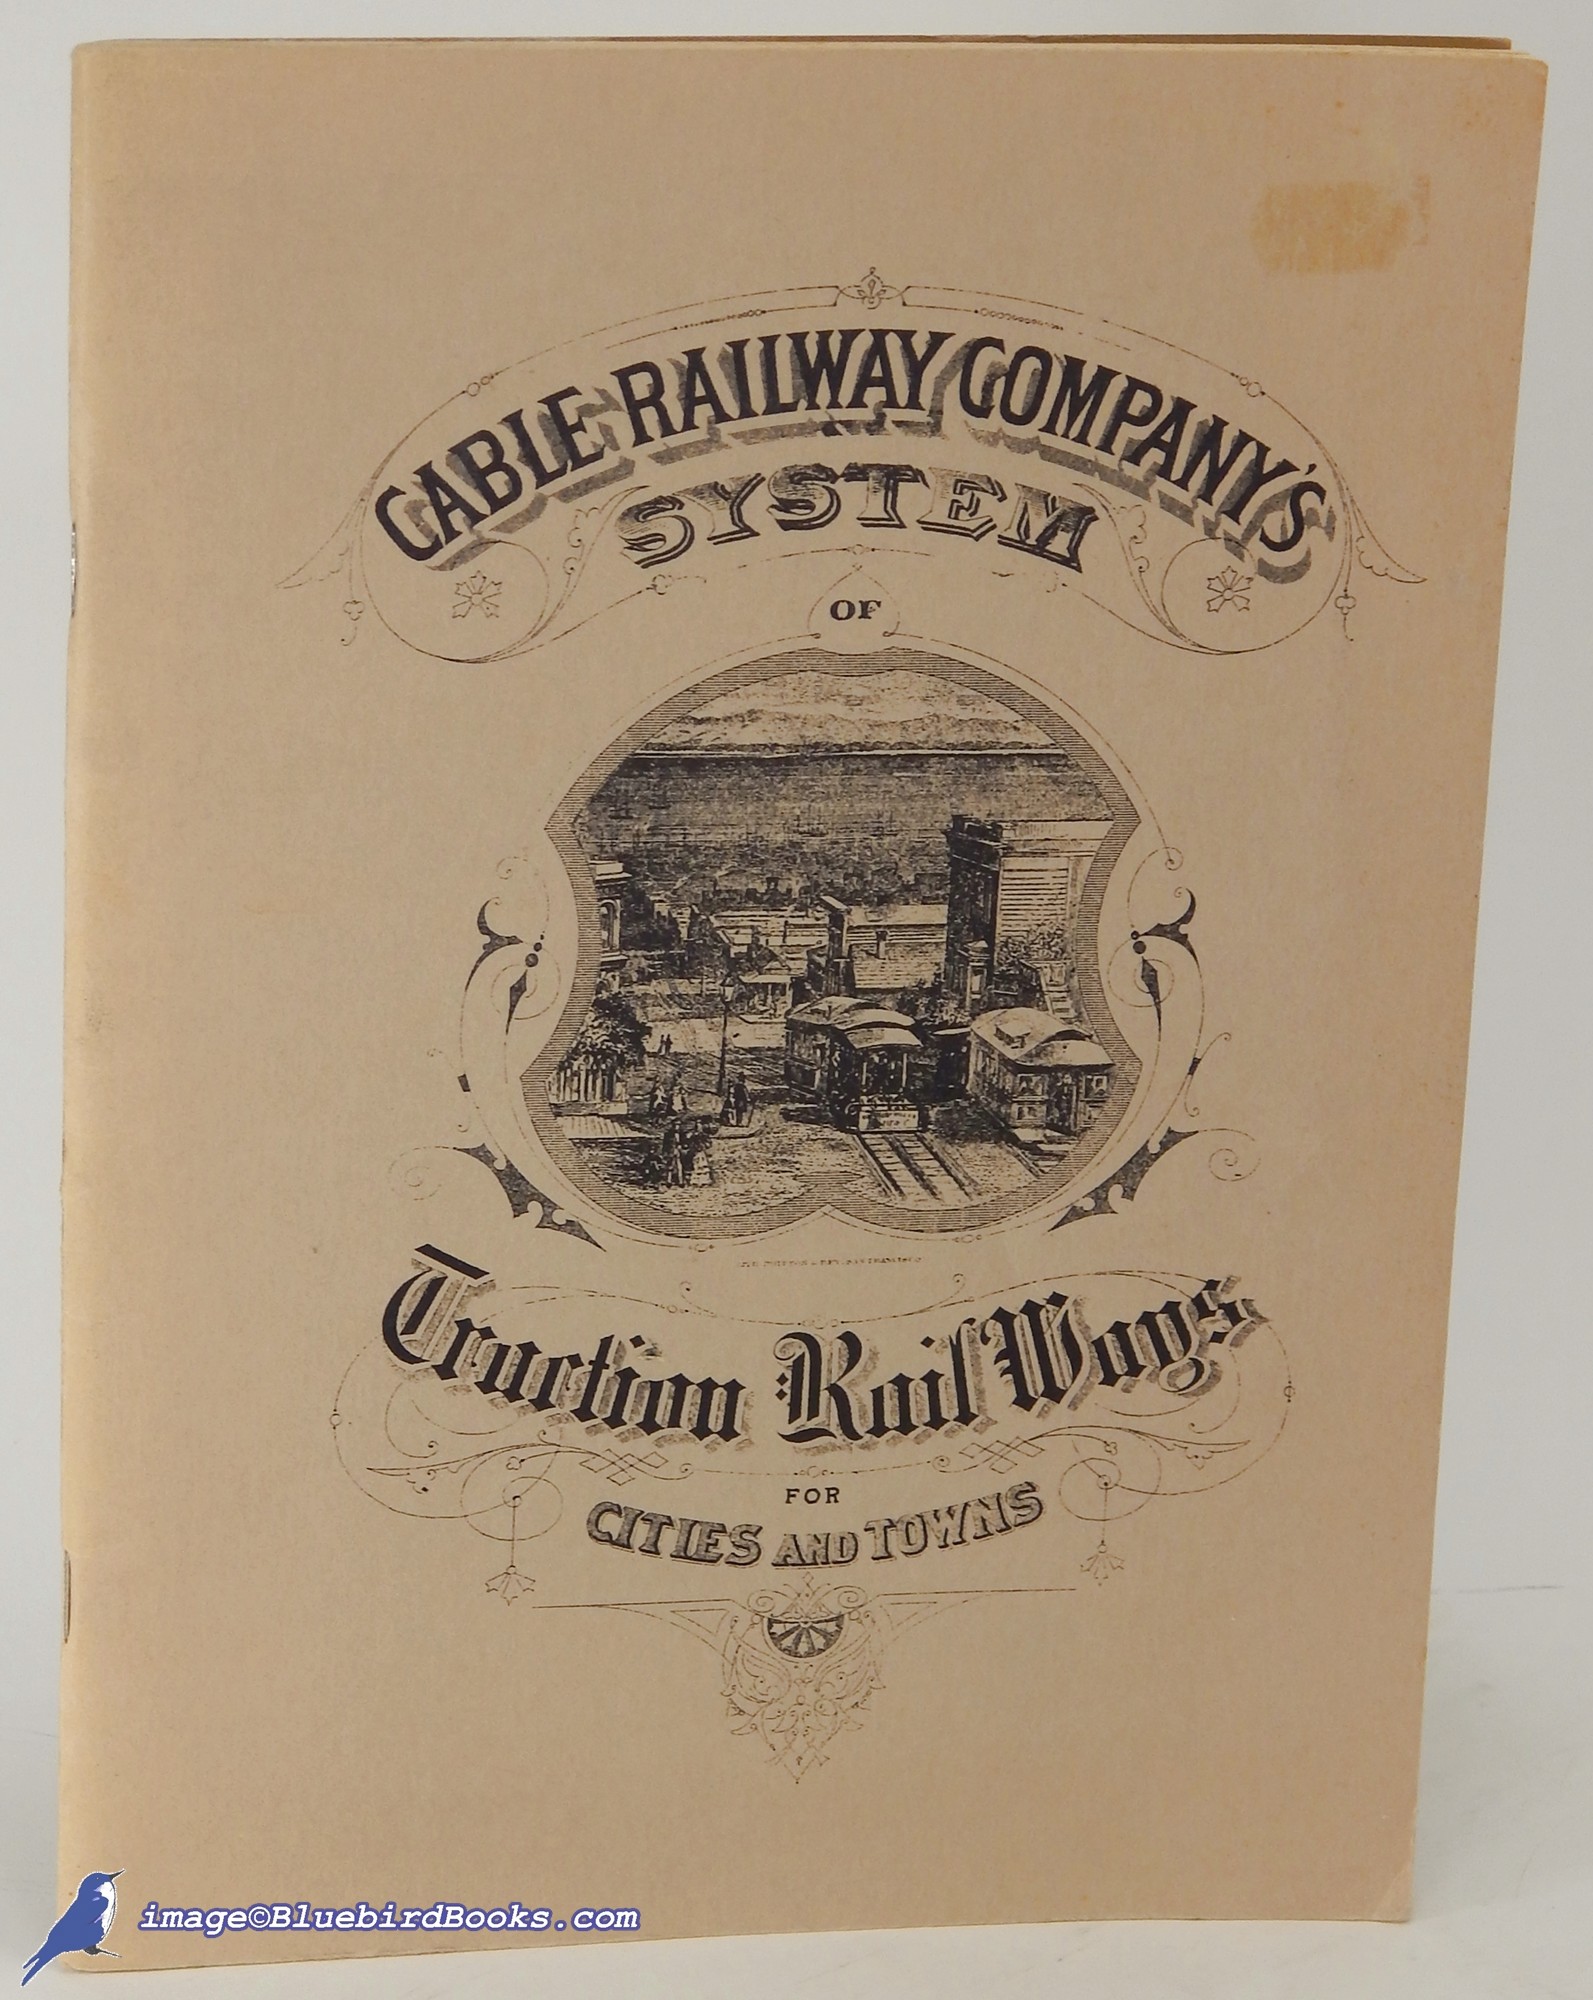 CABLE RAILWAY COMPANY'S
SYSTEM
OF
Traction Rail Ways
FOR
CITIES AND TOWNS
image©BluebirdBooks.com